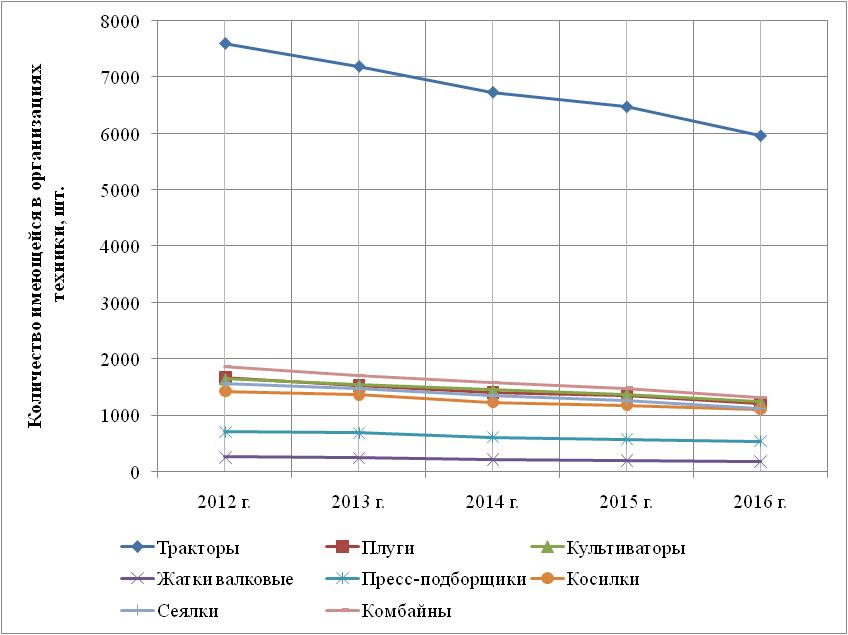 Количество имеющейся в организациях
техники, шт.
8000
7000
6000
5000
4000
3000
2000
1000
0
2012 г. 2013 г. 2014 г. 2015 г. 2016 г.
Тракторы Плуги Культиваторы
Жатки валковые Пресс-подборщики Косилки
Сеялки Комбайны